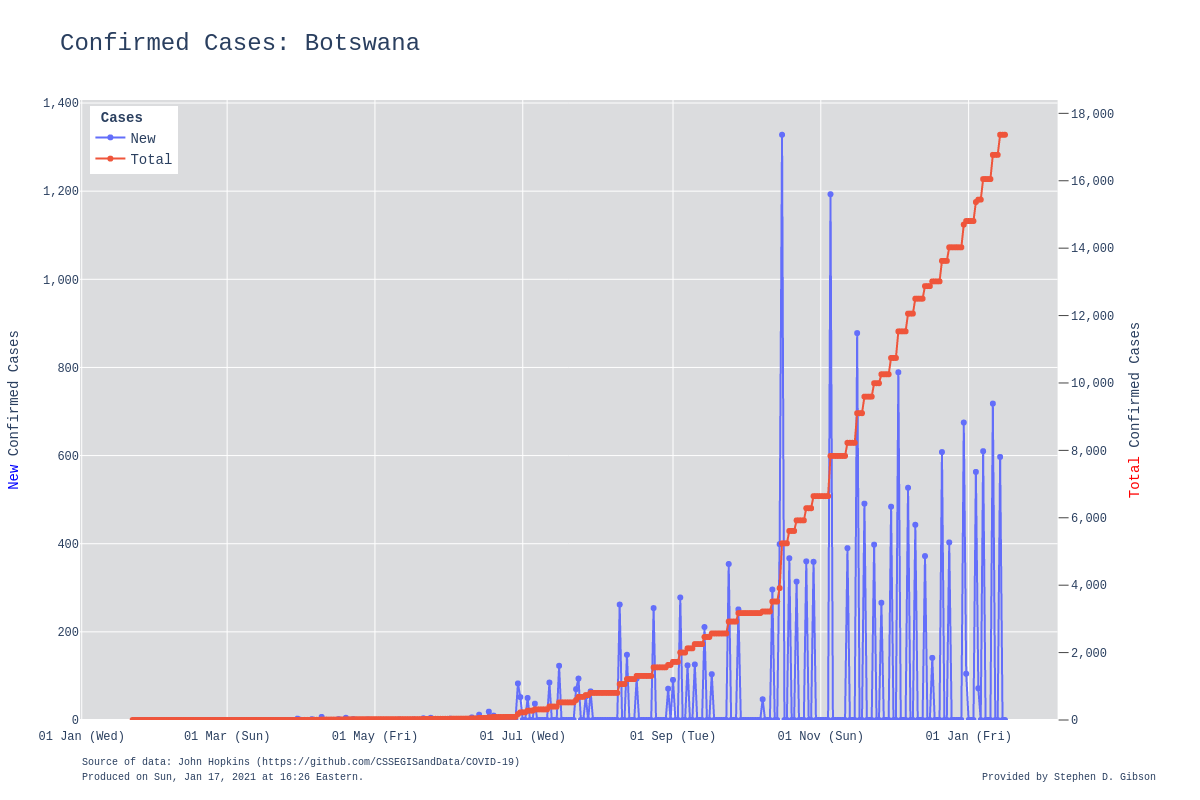 Confirmed Cases: Botswana
Cases
New
Total
1,400
1,200
1,000
800
600
400
200
0
18,000
16,000
14,000
12,000
10,000
8,000
6,000
4,000
2,000
0
New Confirmed Cases
Total Confirmed Cases
01 Jan (Wed) 01 Mar (Sun) 01 May (Fri) 01 Jul (Wed) 01 Sep (Tue) 01 Nov (Sun) 01 Jan (Fri)
Source of data: John Hopkins (https://github.com/CSSEGISandData/COVID-19)
Produced on Sun, Jan 17, 2021 at 16:26 Eastern.
Provided by Stephen D. Gibson